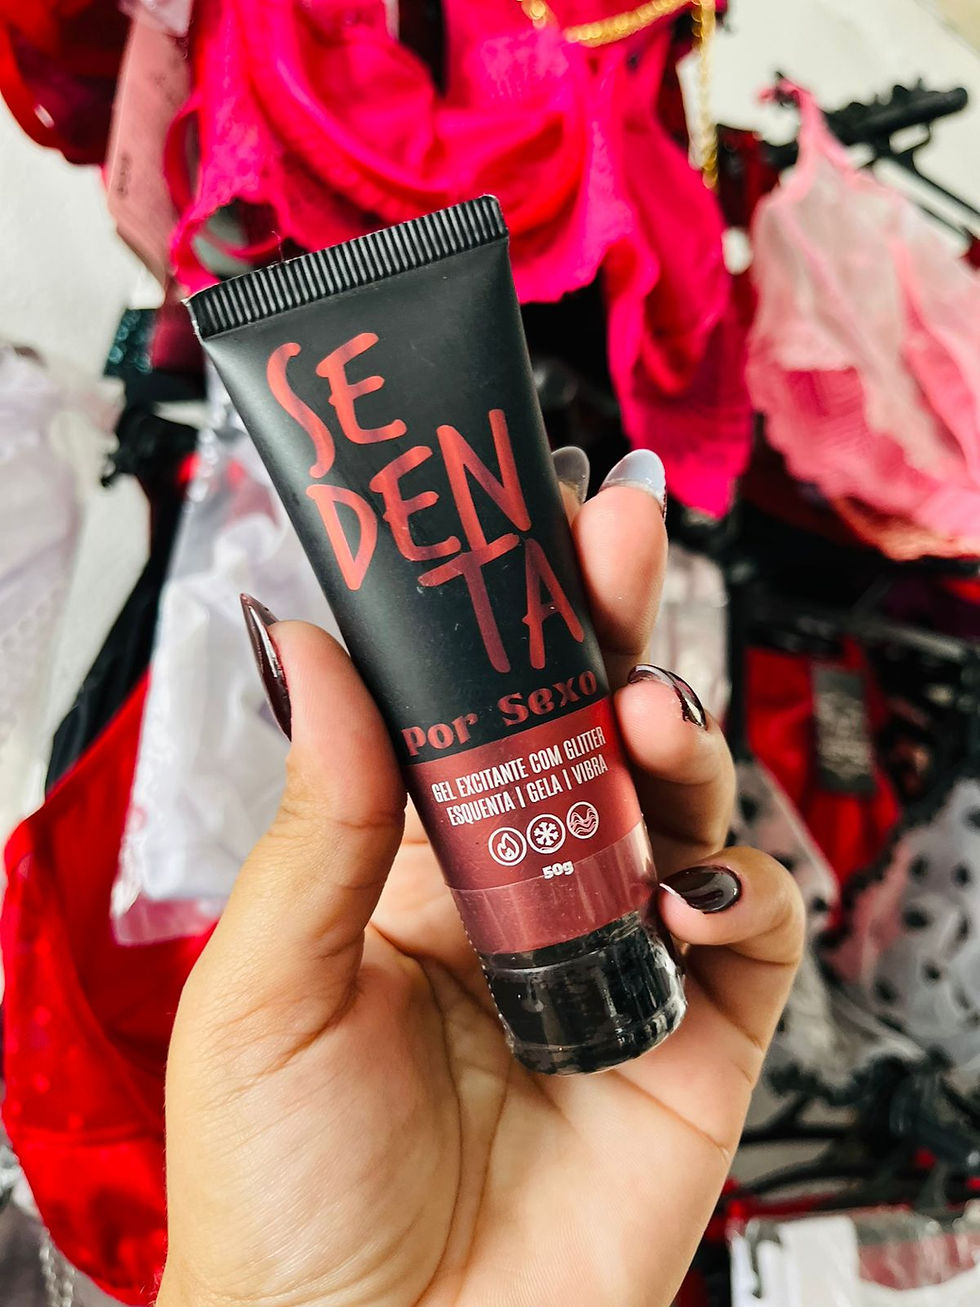 SE
DEN
TA
Por Sexo
GEL EXCITANTE COM GLITTER
ESQUENTA | GELA | VIBRA
50g